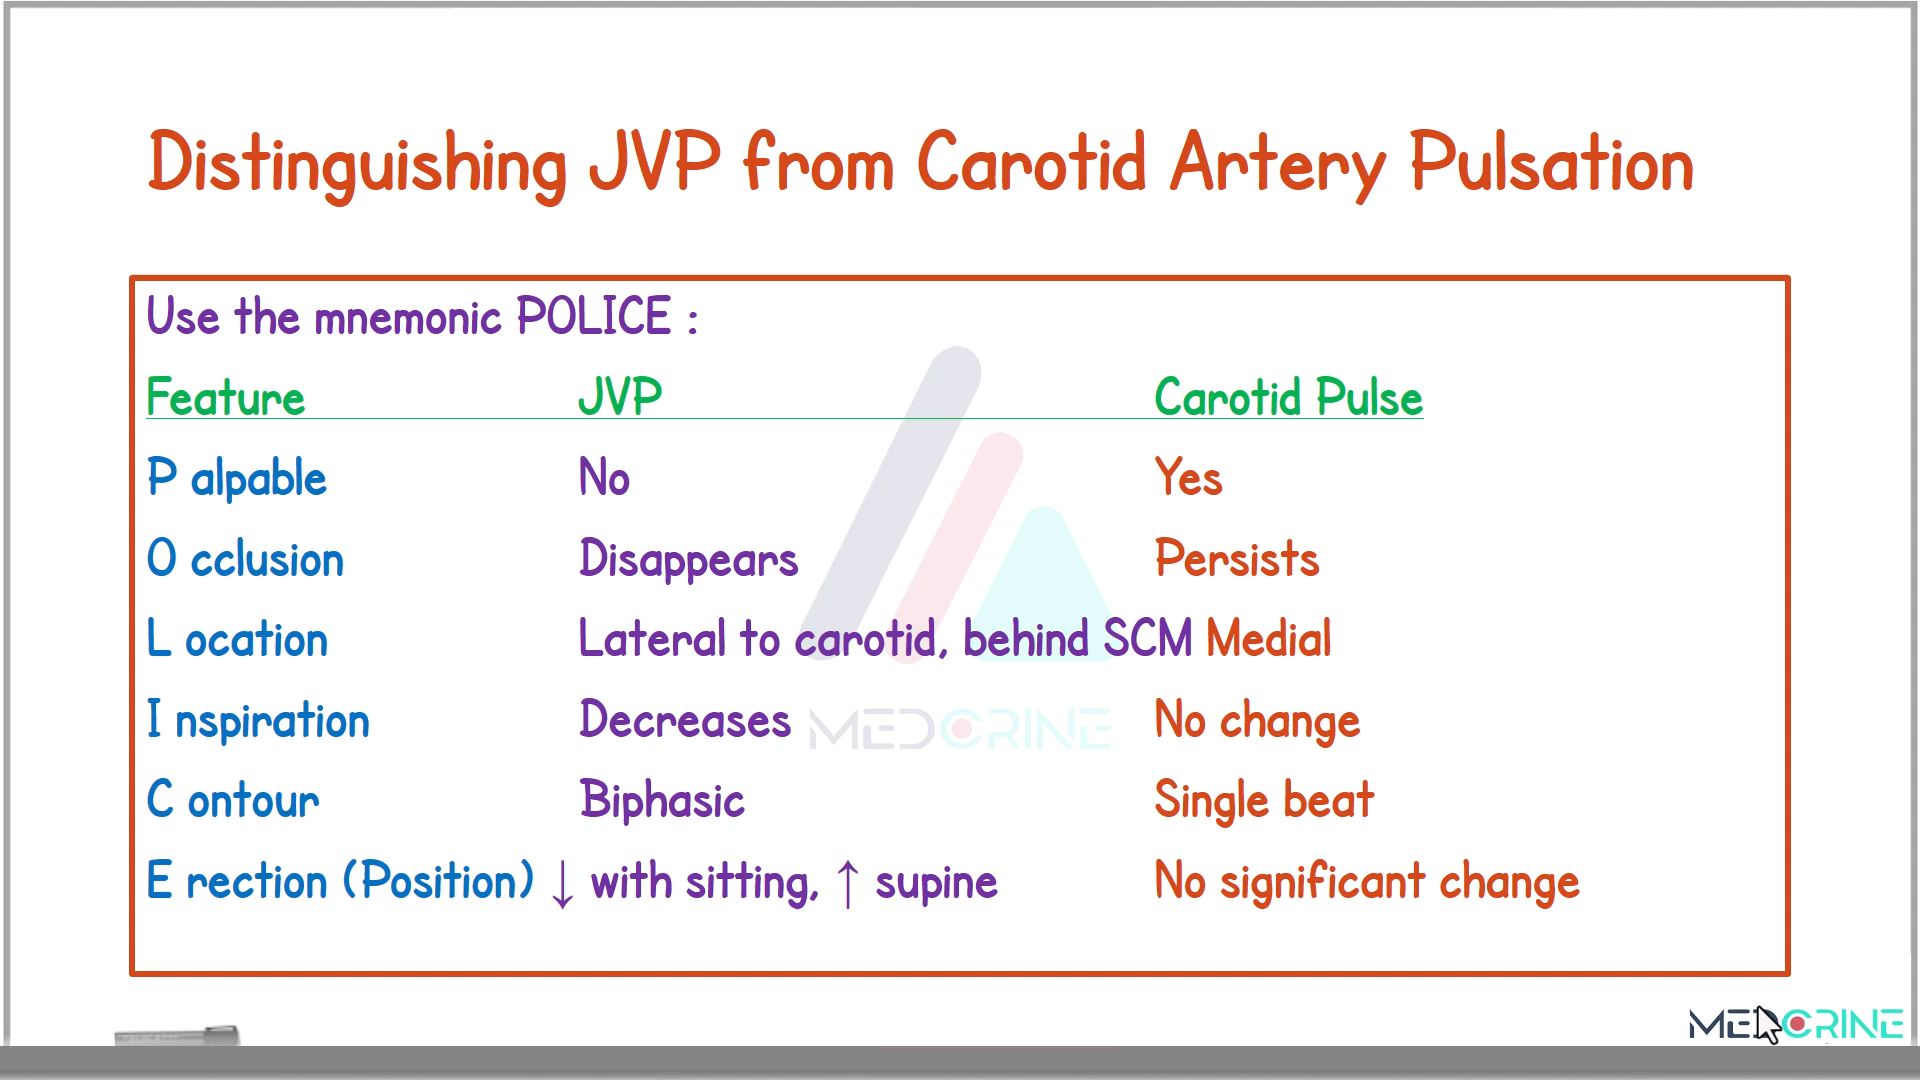 Distinguishing JVP from Carotid Artery Pulsation
Use the mnemonic POLICE :
Feature JVP Carotid Pulse
P alpable No Yes
O cclusion Disappears Persists
L ocation Lateral to carotid, behind SCM Medial
I nspiration Decreases No change
C ontour Biphasic Single beat
E rection (Position) ↓ with sitting, ↑ supine No significant change
MEDCRINE
MEDCRINE